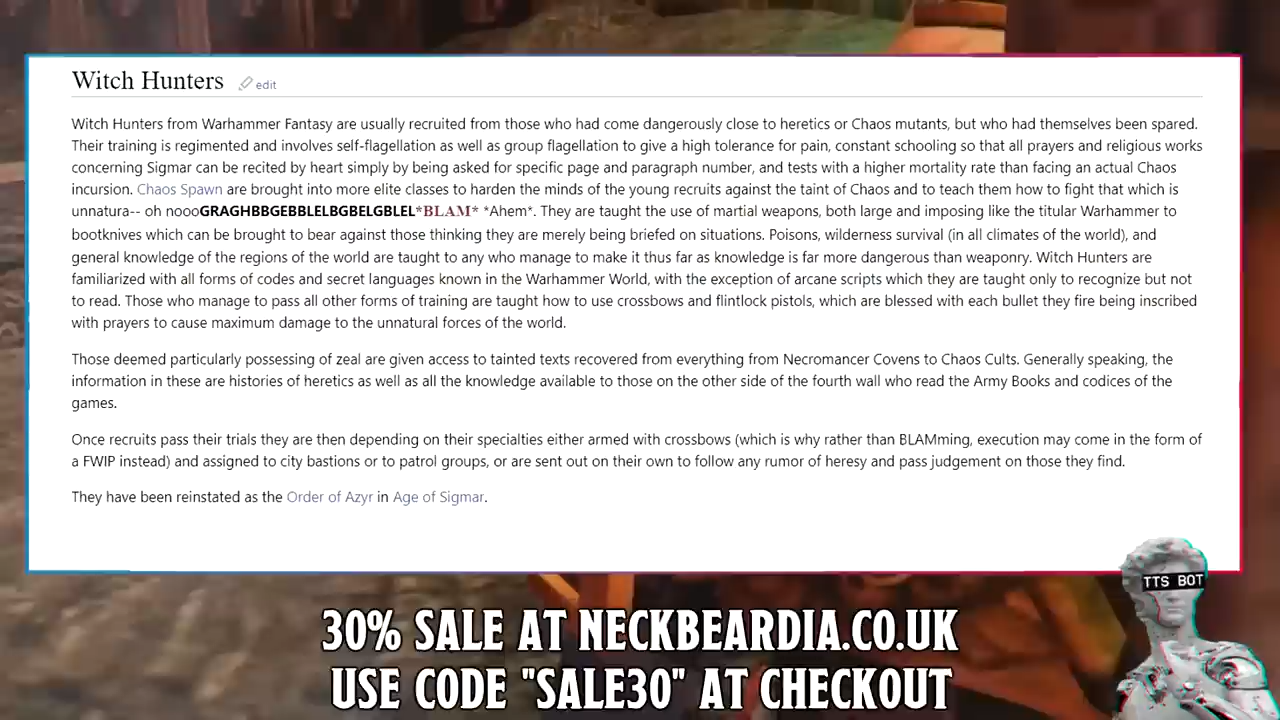 Witch Hunters edit
Witch Hunters from Warhammer Fantasy are usually recruited from those who had come dangerously close to heretics or Chaos mutants, but who had themselves been spared.
Their training is regimented and involves self-flagellation as well as group flagellation to give a high tolerance for pain, constant schooling so that all prayers and religious works
concerning Sigmar can be recited by heart simply by being asked for specific page and paragraph number, and tests with a higher mortality rate than facing an actual Chaos
incursion. Chaos Spawn are brought into more elite classes to harden the minds of the young recruits against the taint of Chaos and to teach them how to fight that which is
unnatura-- oh noooGRAGHBBGEBBLELBGBELGBLEL*BLAM* *Ahem*. They are taught the use of martial weapons, both large and imposing like the titular Warhammer to
bootknives which can be brought to bear against those thinking they are merely being briefed on situations. Poisons, wilderness survival (in all climates of the world), and
general knowledge of the regions of the world are taught to any who manage to make it thus far as knowledge is far more dangerous than weaponry. Witch Hunters are
familiarized with all forms of codes and secret languages known in the Warhammer World, with the exception of arcane scripts which they are taught only to recognize but not
to read. Those who manage to pass all other forms of training are taught how to use crossbows and flintlock pistols, which are blessed with each bullet they fire being inscribed
with prayers to cause maximum damage to the unnatural forces of the world.
Those deemed particularly possessing of zeal are given access to tainted texts recovered from everything from Necromancer Covens to Chaos Cults. Generally speaking, the
information in these are histories of heretics as well as all the knowledge available to those on the other side of the fourth wall who read the Army Books and codices of the
games.
Once recruits pass their trials they are then depending on their specialties either armed with crossbows (which is why rather than BLAMming, execution may come in the form of
a FWIP instead) and assigned to city bastions or to patrol groups, or are sent out on their own to follow any rumor of heresy and pass judgement on those they find.
They have been reinstated as the Order of Azyr in Age of Sigmar.
TTS BOT
30% SALE AT NECKBEARDIA.CO.UK
USE CODE "SALE30" AT CHECKOUT